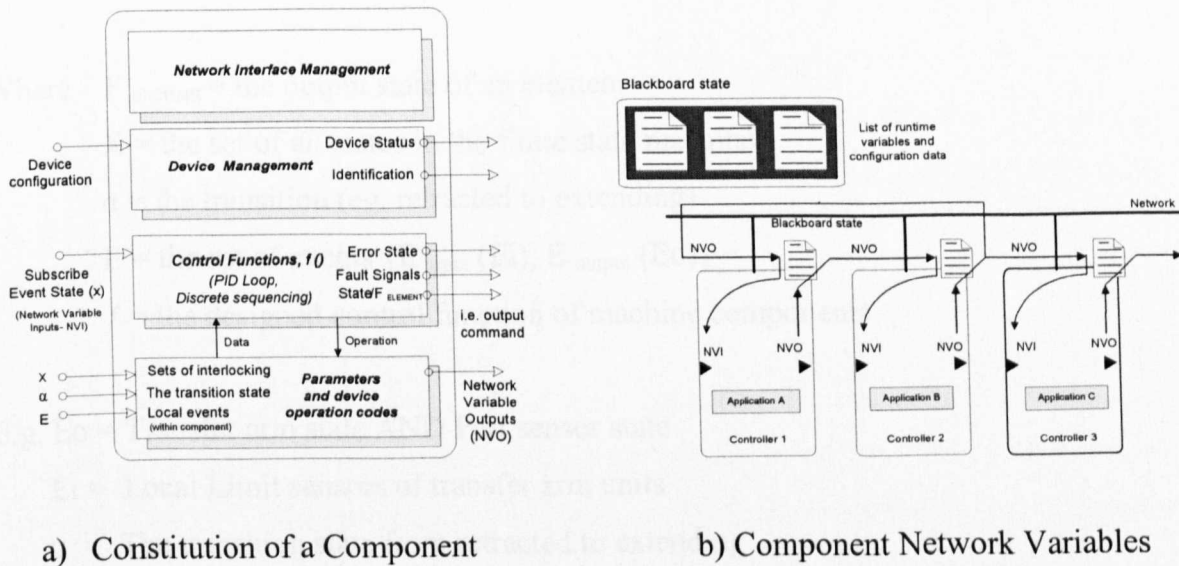 Network Interface Management
Device Management
Device Status
Identification
Device
configuration
Control Functions, f ()
(PID Loop,
Discrete sequencing)
Error State
Fault Signals
State/F ELEMENT
i.e. output
command
Subscribe
Event State (x)
(Network Variable
Inputs- NVI)
Data
Operation
x
α
E
Sets of interlocking
The transition state
Local events
(within component)
Parameters
and device
operation codes
Network
Variable
Outputs
(NVO)
a) Constitution of a Component
Blackboard state
List of runtime
variables and
configuration data
Network
Blackboard state
NVO
NVO
NVO
NVI
NVO
NVI
NVO
NVI
NVO
Application A
Application B
Application C
Controller 1
Controller 2
Controller 3
b) Component Network Variables